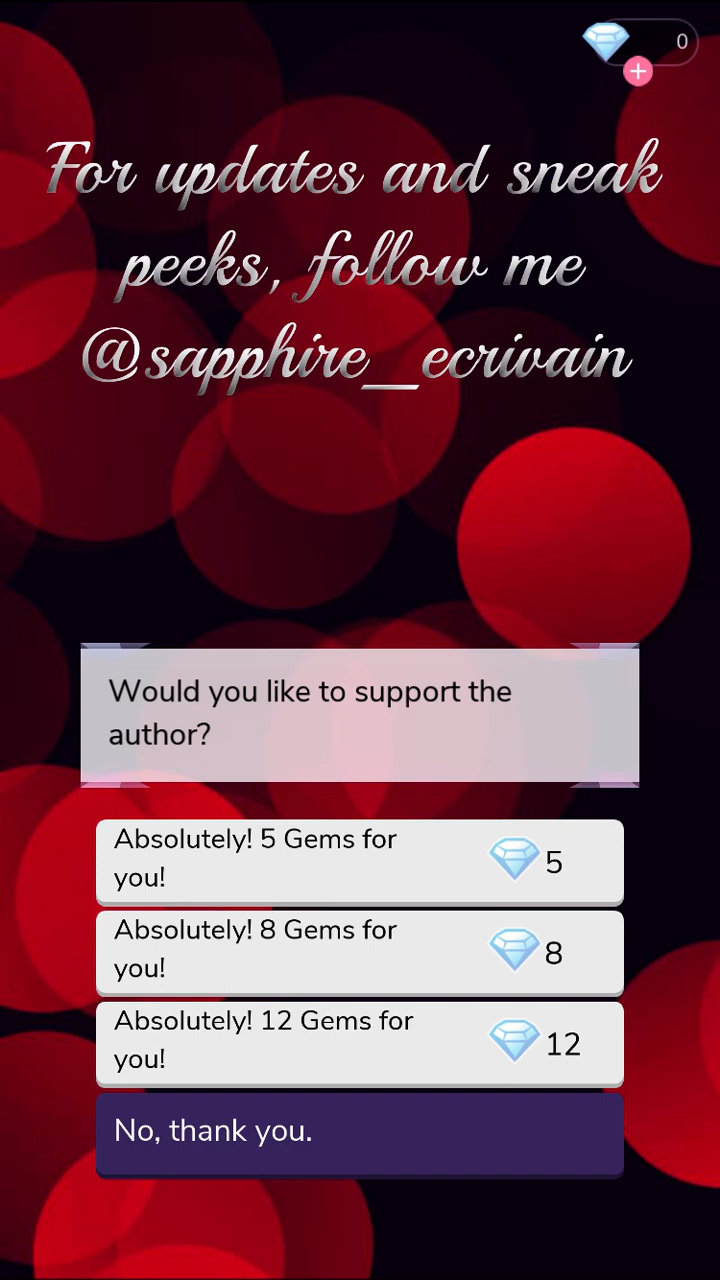 0
For updates and sneak
peeks, follow me
@sapphire_ecrivain
Would you like to support the
author?
Absolutely! 5 Gems for
you!
5
Absolutely! 8 Gems for
you!
8
Absolutely! 12 Gems for
you!
12
No, thank you.